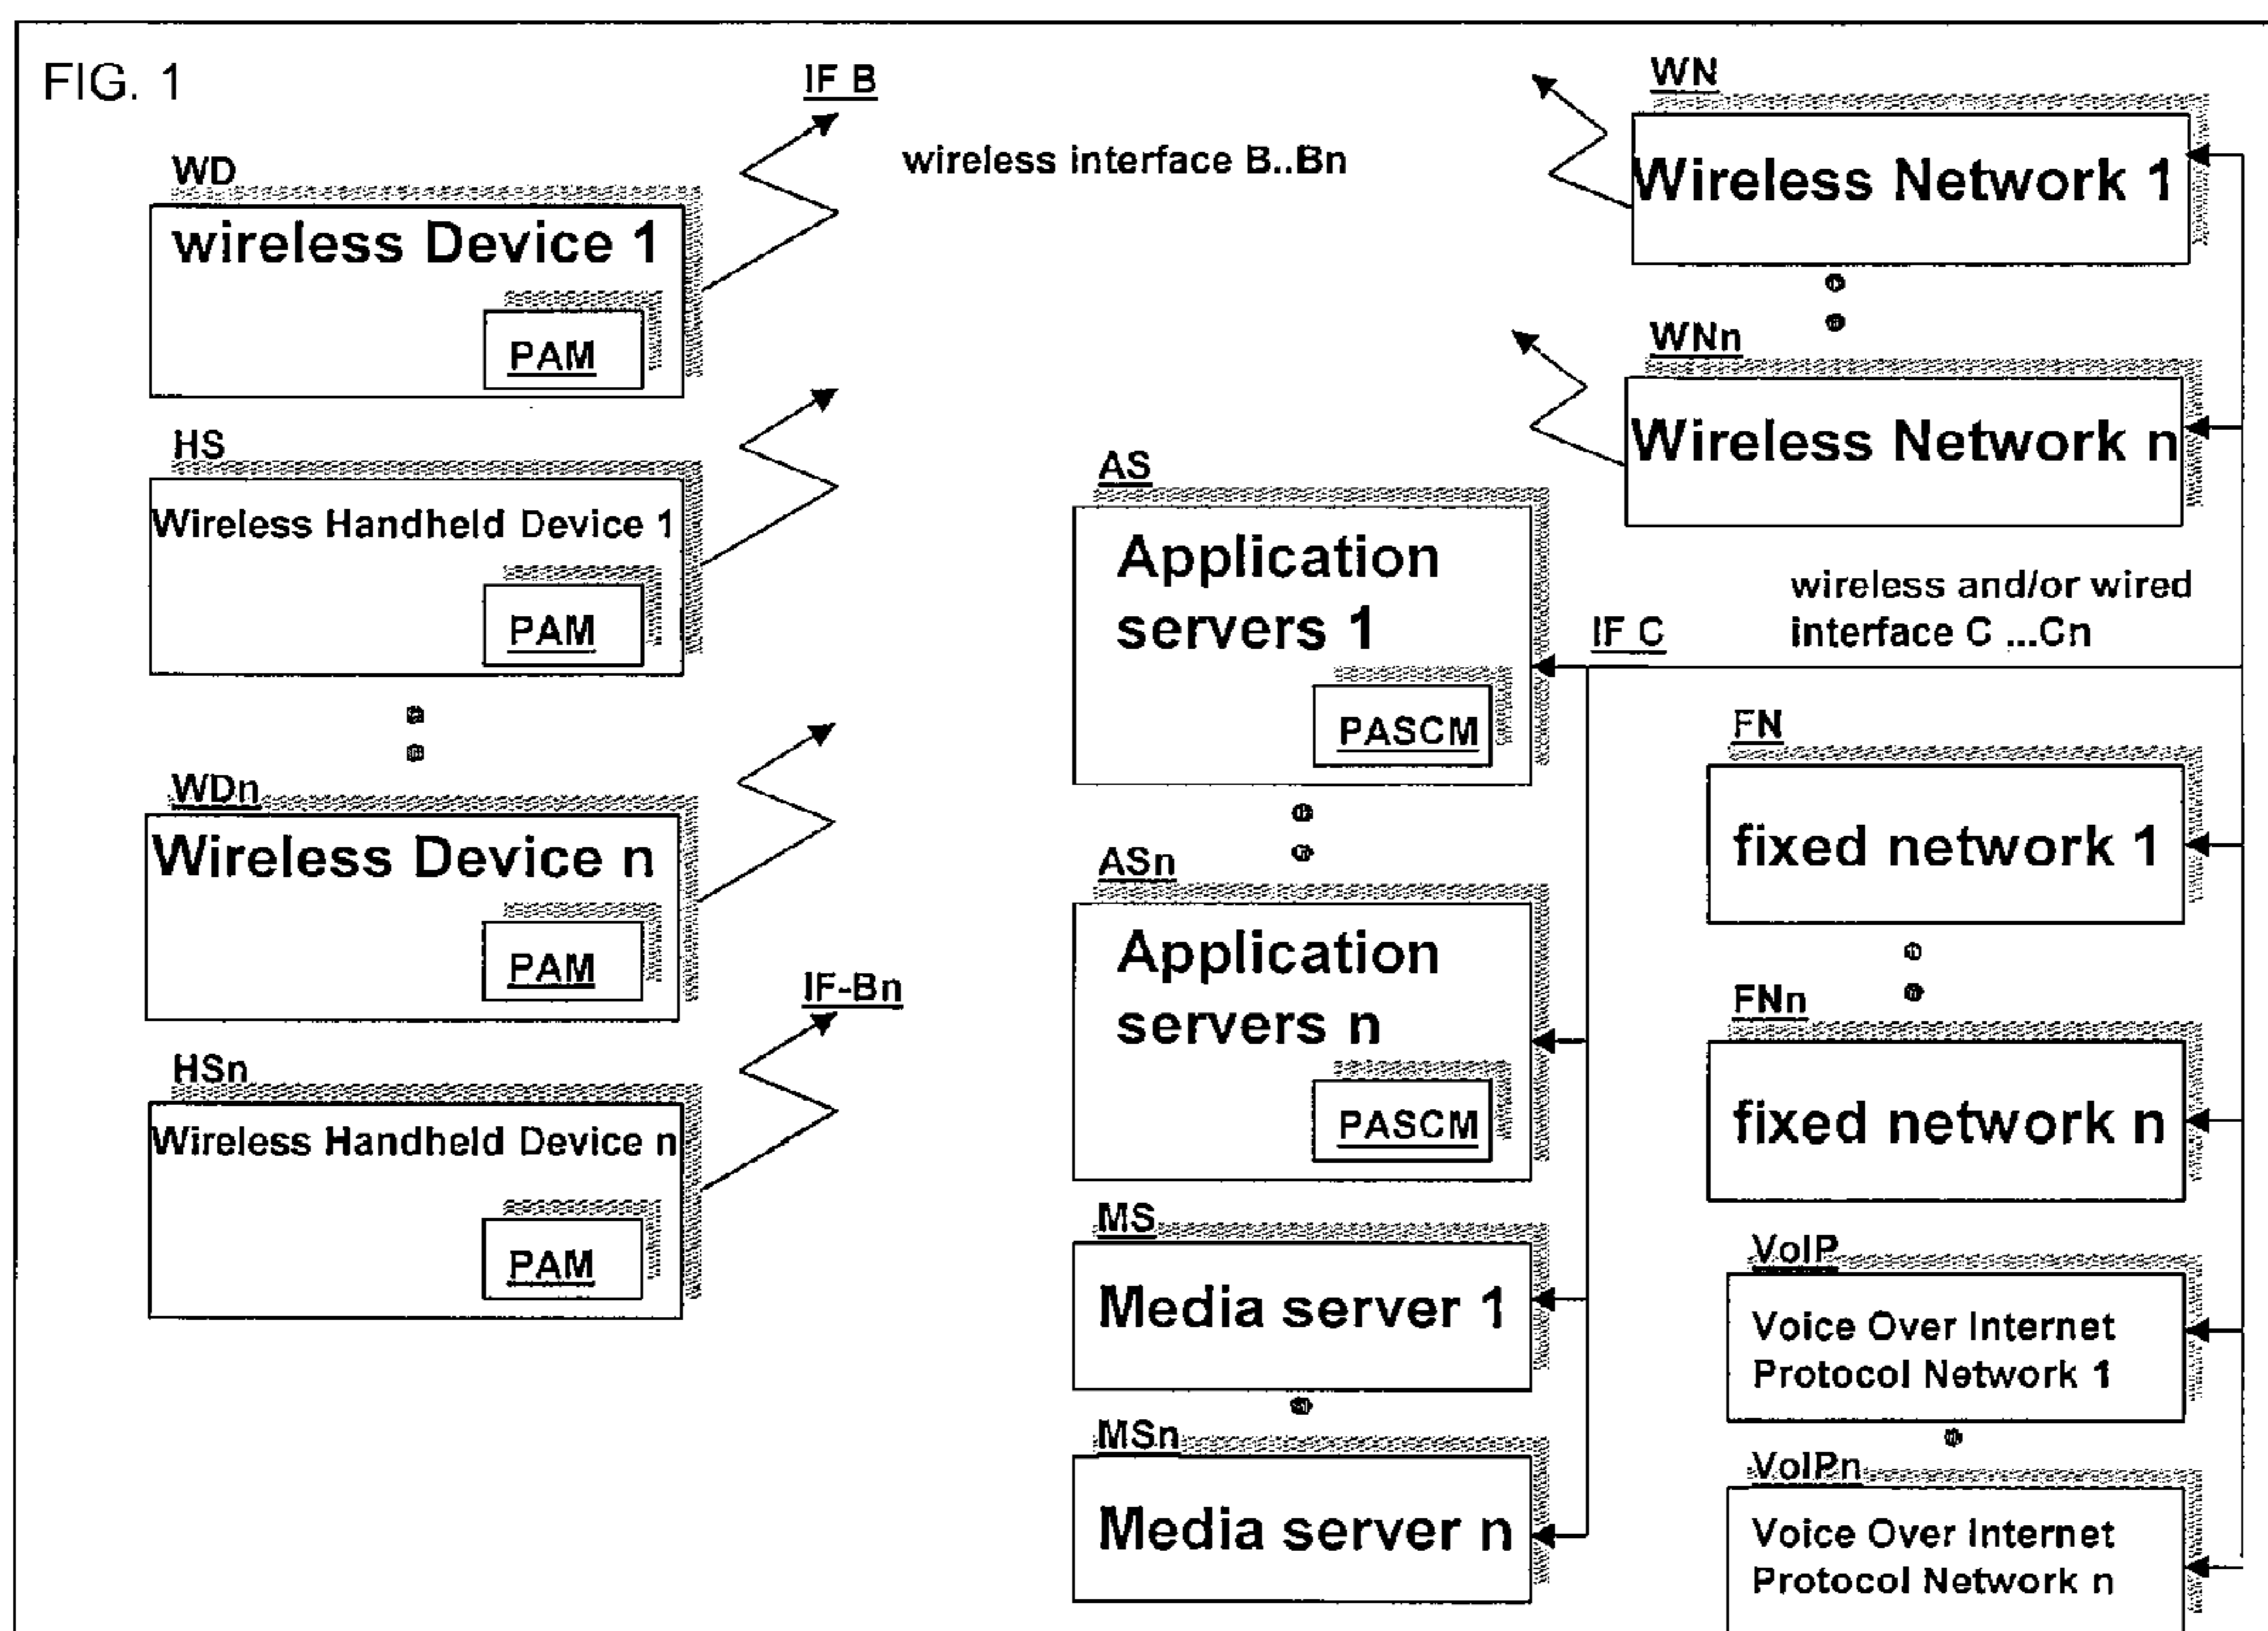 FIG. 1
IF B
wireless interface B..Bn
WD
wireless Device 1
PAM
HS
Wireless Handheld Device 1
PAM
WDn
Wireless Device n
PAM
IF-Bn
HSn
Wireless Handheld Device n
PAM
AS
Application
servers 1
PASCM
ASn
Application
servers n
PASCM
MS
Media server 1
MSn
Media server n
WN
Wireless Network 1
WNn
Wireless Network n
wireless and/or wired
interface C ...Cn
IF C
FN
fixed network 1
FNn
fixed network n
VoIP
Voice Over Internet
Protocol Network 1
VoIPn
Voice Over Internet
Protocol Network n